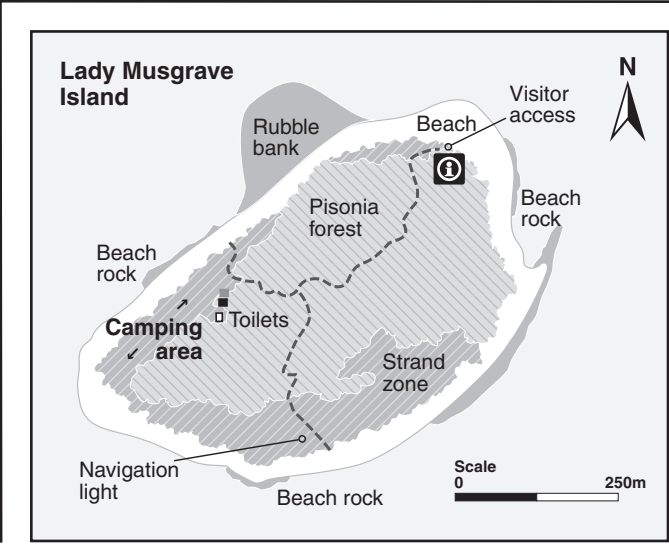 Lady Musgrave
Island
N
Visitor
access
Beach
Rubble
bank
i
Pisonia
forest
Beach
rock
Beach
rock
Toilets
Camping
area
Strand
zone
Navigation
light
Beach rock
Scale
0
250m